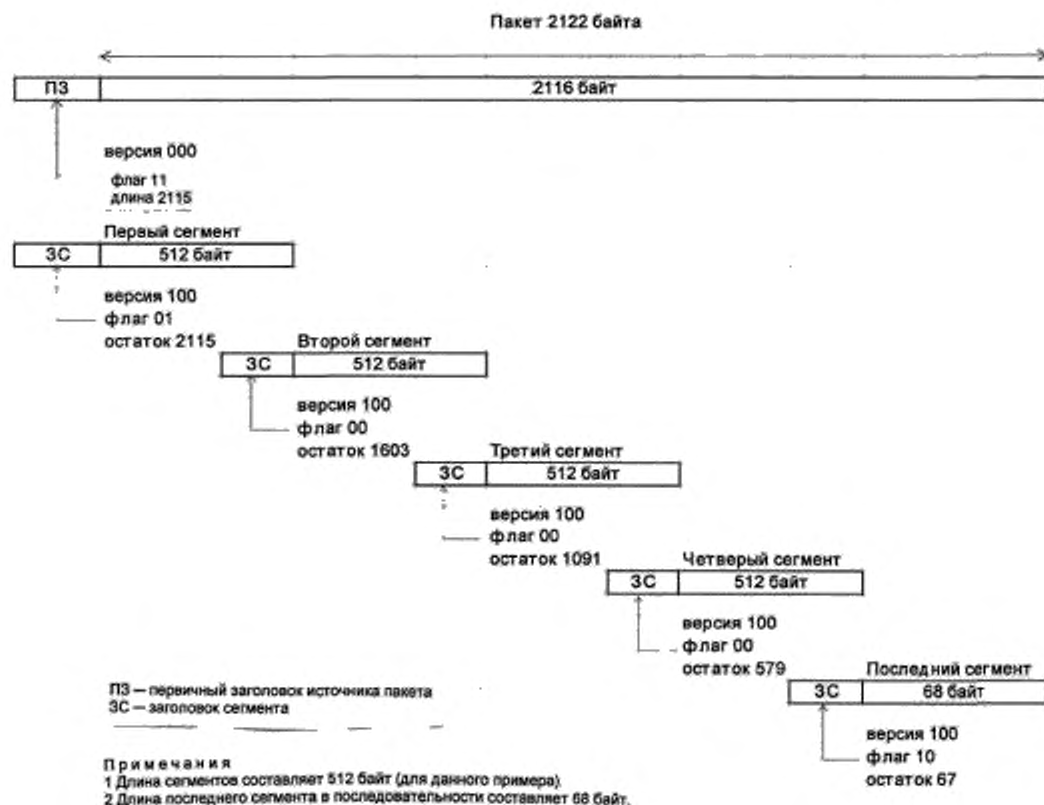 Пакет 2122 байта
ПЗ
2116 байт
версия 000
флаг 11
длина 2115
Первый сегмент
ЗС
512 байт
версия 100
флаг 01
остаток 2115
Второй сегмент
ЗС
512 байт
версия 100
флаг 00
остаток 1603
Третий сегмент
ЗС
512 байт
версия 100
флаг 00
остаток 1091
Четверый сегмент
ЗС
512 байт
версия 100
флаг 00
остаток 579
Последний сегмент
ЗС
68 байт
версия 100
флаг 10
остаток 67
ПЗ — первичный заголовок источника пакета
ЗС — заголовок сегмента
Примечания
1 Длина сегментов составляет 512 байт (для данного примера).
2 Длина последнего сегмента в последовательности составляет 68 байт.